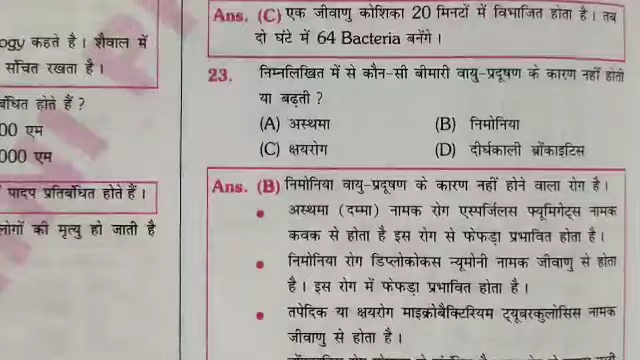 ogy कहते है। शैवाल में
संचित रखता है।
बंधित होते हैं ?
00 एम
000 एम
पादप प्रतिबंधित होते हैं।
लोगों की मृत्यु हो जाती है
Ans. (C) एक जीवाणु कोशिका 20 मिनटों में विभाजित होता है। तब
दो घंटे में 64 Bacteria बनेंगे।
23. निम्नलिखित में से कौन-सी बीमारी वायु-प्रदूषण के कारण नहीं होती
या बढ़ती ?
(A) अस्थमा (B) निमोनिया
(C) क्षयरोग (D) दीर्घकाली ब्रोंकाइटिस
Ans. (B) निमोनिया वायु-प्रदूषण के कारण नहीं होने वाला रोग है।
• अस्थमा (दम्मा) नामक रोग एस्पर्जिलस फ्यूमिगेट्स नामक
कवक से होता है इस रोग से फेफड़ा प्रभावित होता है।
• निमोनिया रोग डिप्लोकोकस न्यूमोनी नामक जीवाणु से होता
है। इस रोग में फेफड़ा प्रभावित होता है।
• तपेदिक या क्षयरोग माइक्रोबैक्टिरियम ट्यूबरकुलोसिस नामक
जीवाणु से होता है।